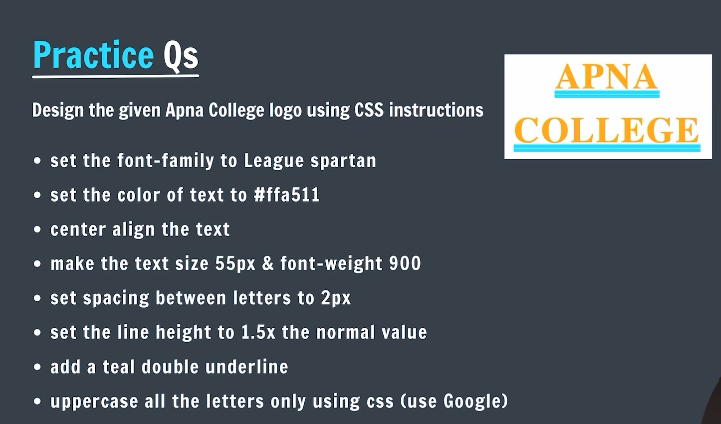 Practice Qs
Design the given Apna College logo using CSS instructions
APNA
COLLEGE
• set the font-family to League spartan
• set the color of text to #ffa511
• center align the text
• make the text size 55px & font-weight 900
• set spacing between letters to 2px
• set the line height to 1.5x the normal value
• add a teal double underline
• uppercase all the letters only using css (use Google)